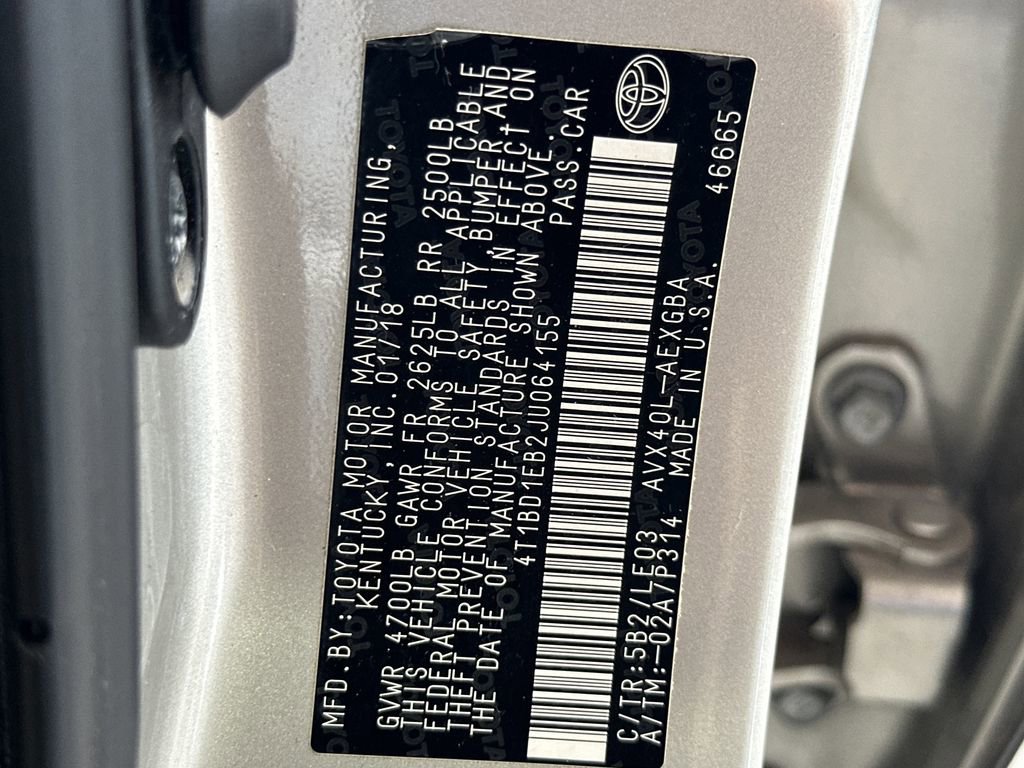 MFD.BY:TOYOTA MOTOR MANUFACTURING,
KENTUCKY,INC. 01/18
GVWR 4700LB GAWR FR 2625LB RR 2500LB
THIS VEHICLE CONFORMS TO ALL APPLICABLE
FEDERAL MOTOR VEHICLE SAFETY, BUMPER,AND
THEFT PREVENTION STANDARDS IN EFFECT ON
THE DATE OF MANUFACTURE SHOWN ABOVE.
4T1BD1EB2JU064155 PASS.CAR
C/TR:5B2/LE03 AVX40L-AEXGBA
A/TM:-02A/P314 MADE IN U.S.A. 46665